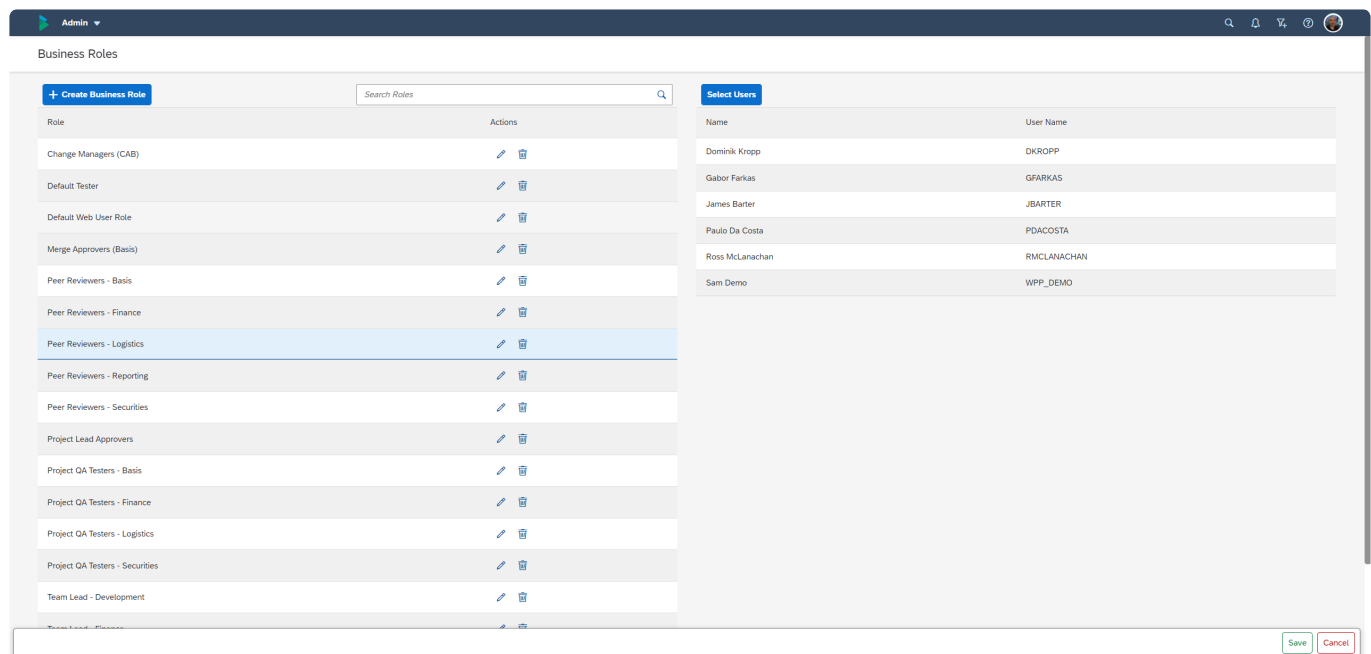 Admin
Business Roles
+ Create Business Role
Search Roles
Select Users
Role Actions
Name User Name
Change Managers (CAB)
Default Tester
Default Web User Role
Merge Approvers (Basis)
Peer Reviewers - Basis
Peer Reviewers - Finance
Peer Reviewers - Logistics
Peer Reviewers - Reporting
Peer Reviewers - Securities
Project Lead Approvers
Project QA Testers - Basis
Project QA Testers - Finance
Project QA Testers - Logistics
Project QA Testers - Securities
Team Lead - Development
Team Lead - Finance
Dominik Kropp DKROPP
Gabor Farkas GFARKAS
James Barter JBARTER
Paulo Da Costa PDACOSTA
Ross McLanachan RMCLANACHAN
Sam Demo WPP_DEMO
Save Cancel